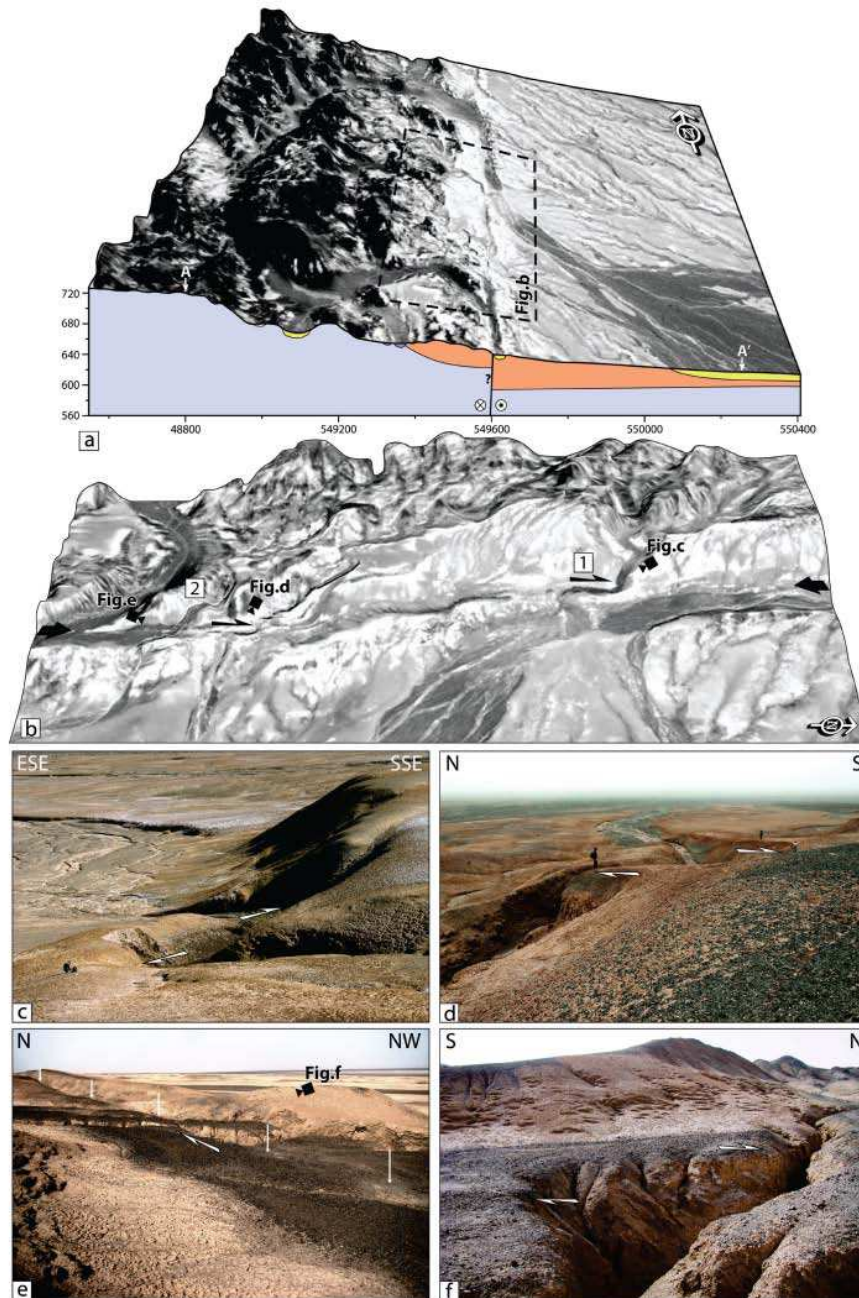 N
Fig.b
A
A'
720
680
640
600
560
?
48800
549200
549600
550000
550400
a
1
Fig.c
2
Fig.d
Fig.e
b
N
ESE
SSE
c
N
S
d
N
NW
Fig.f
e
S
N
f